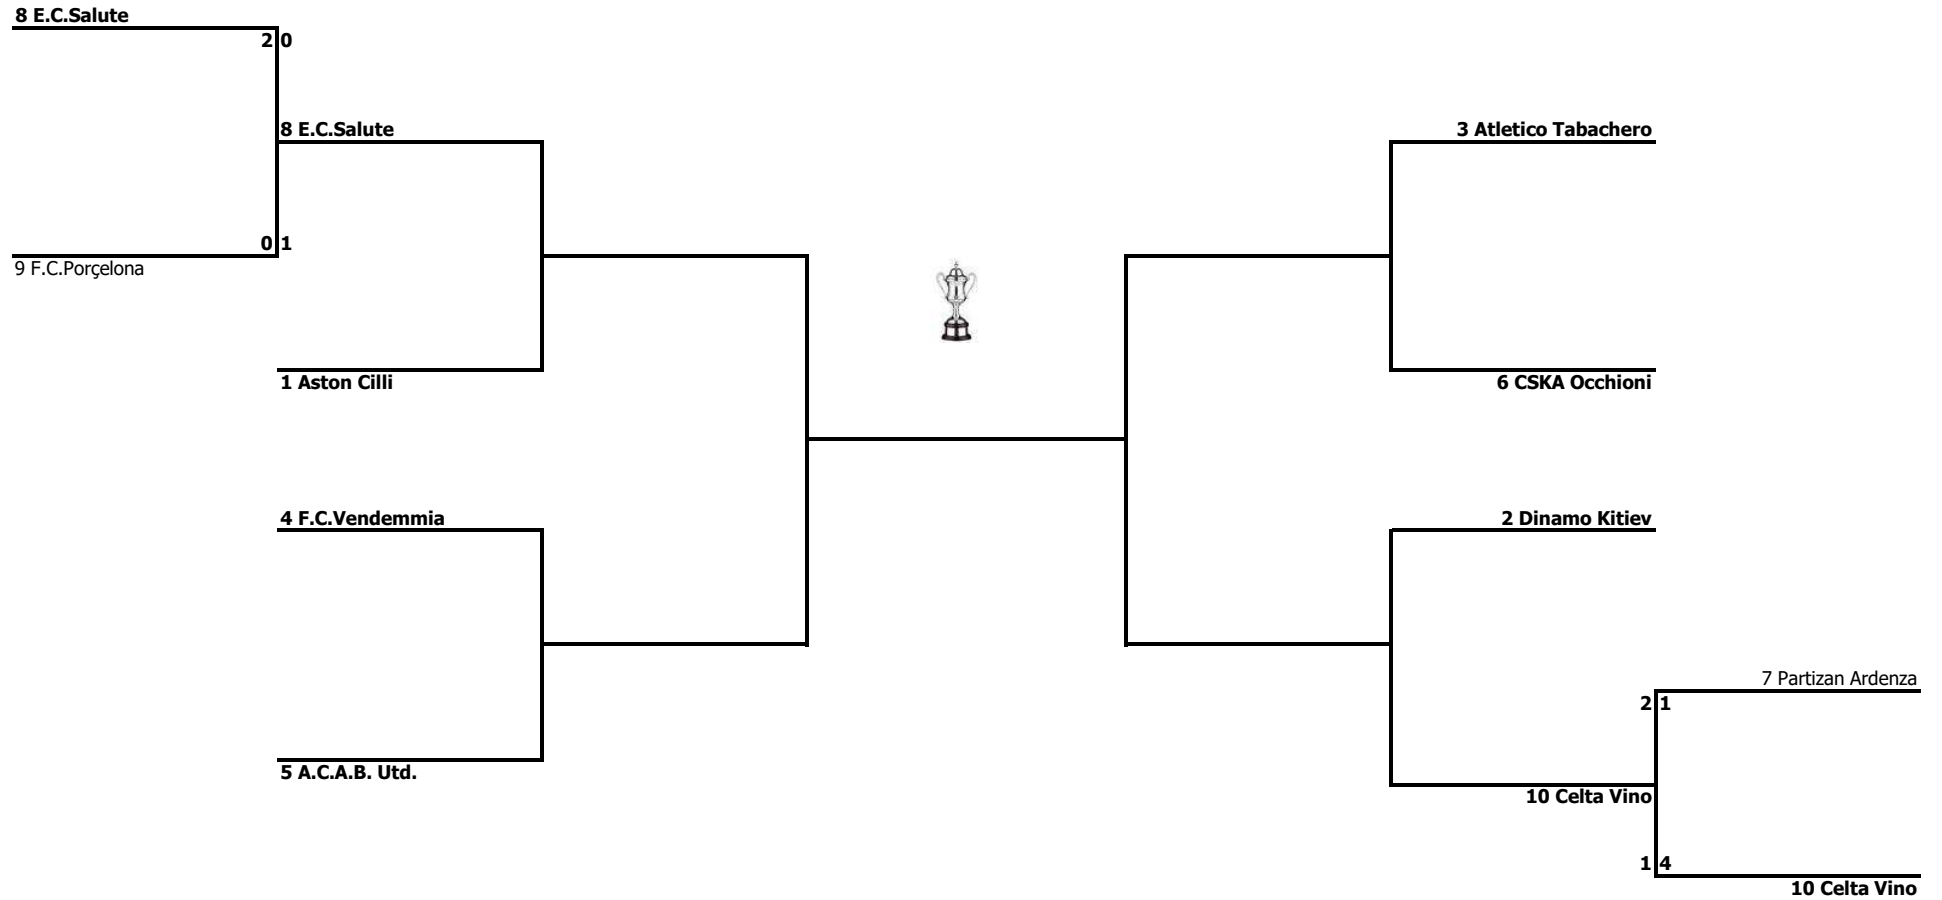 8 E.C.Salute
2 0
8 E.C.Salute
3 Atletico Tabachero
0 1
9 F.C.Porçelona
1 Aston Cilli
6 CSKA Occhioni
4 F.C.Vendemmia
2 Dinamo Kitiev
7 Partizan Ardenza
2 1
5 A.C.A.B. Utd.
10 Celta Vino
1 4
10 Celta Vino